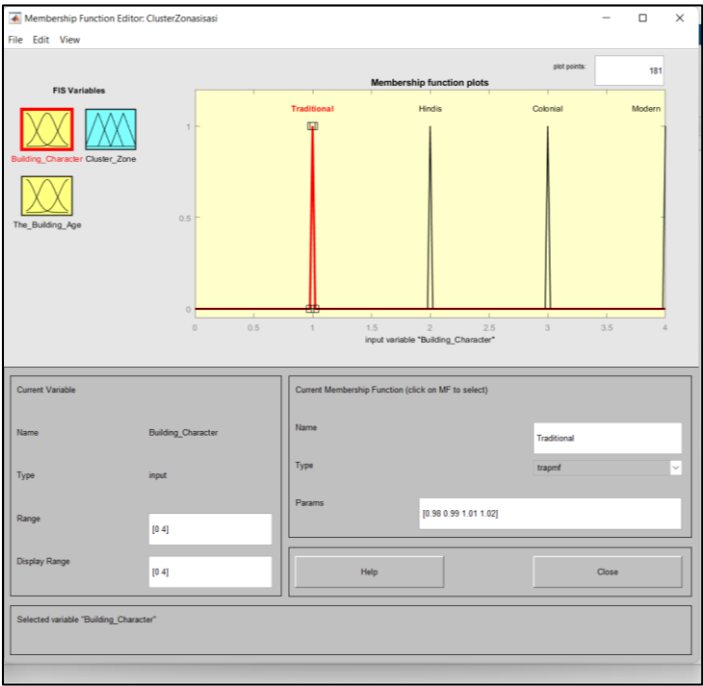 Membership Function Editor: ClusterZonasisasi
File Edit View
plot points:
181
FIS Variables
Membership function plots
Building_Character
Cluster_Zone
The_Building_Age
Traditional
Hindis
Colonial
Modern
1
0.5
0
0 0.5 1 1.5 2 2.5 3 3.5 4
input variable "Building_Character"
Current Variable
Name
Building_Character
Type
input
Range
[0 4]
Display Range
[0 4]
Current Membership Function (click on MF to select)
Name
Traditional
Type
trapmf
Params
[0.98 0.99 1.01 1.02]
Help
Close
Selected variable "Building_Character"